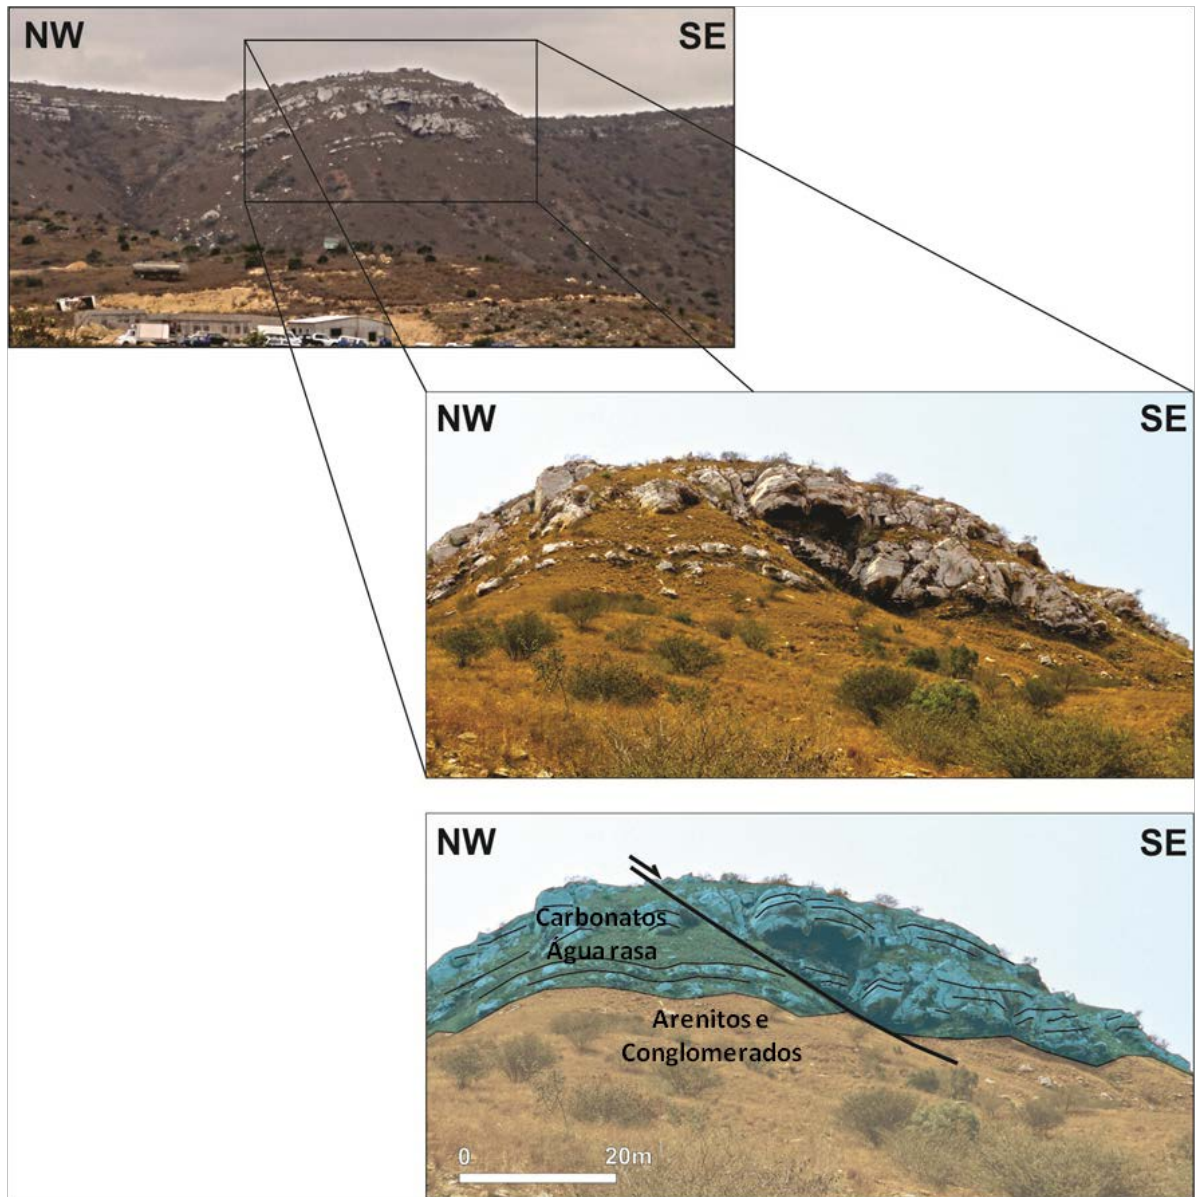 NW
SE
NW
SE
NW
SE
Carbonatos
Água rasa
Arenitos e
Conglomerados
0
20m